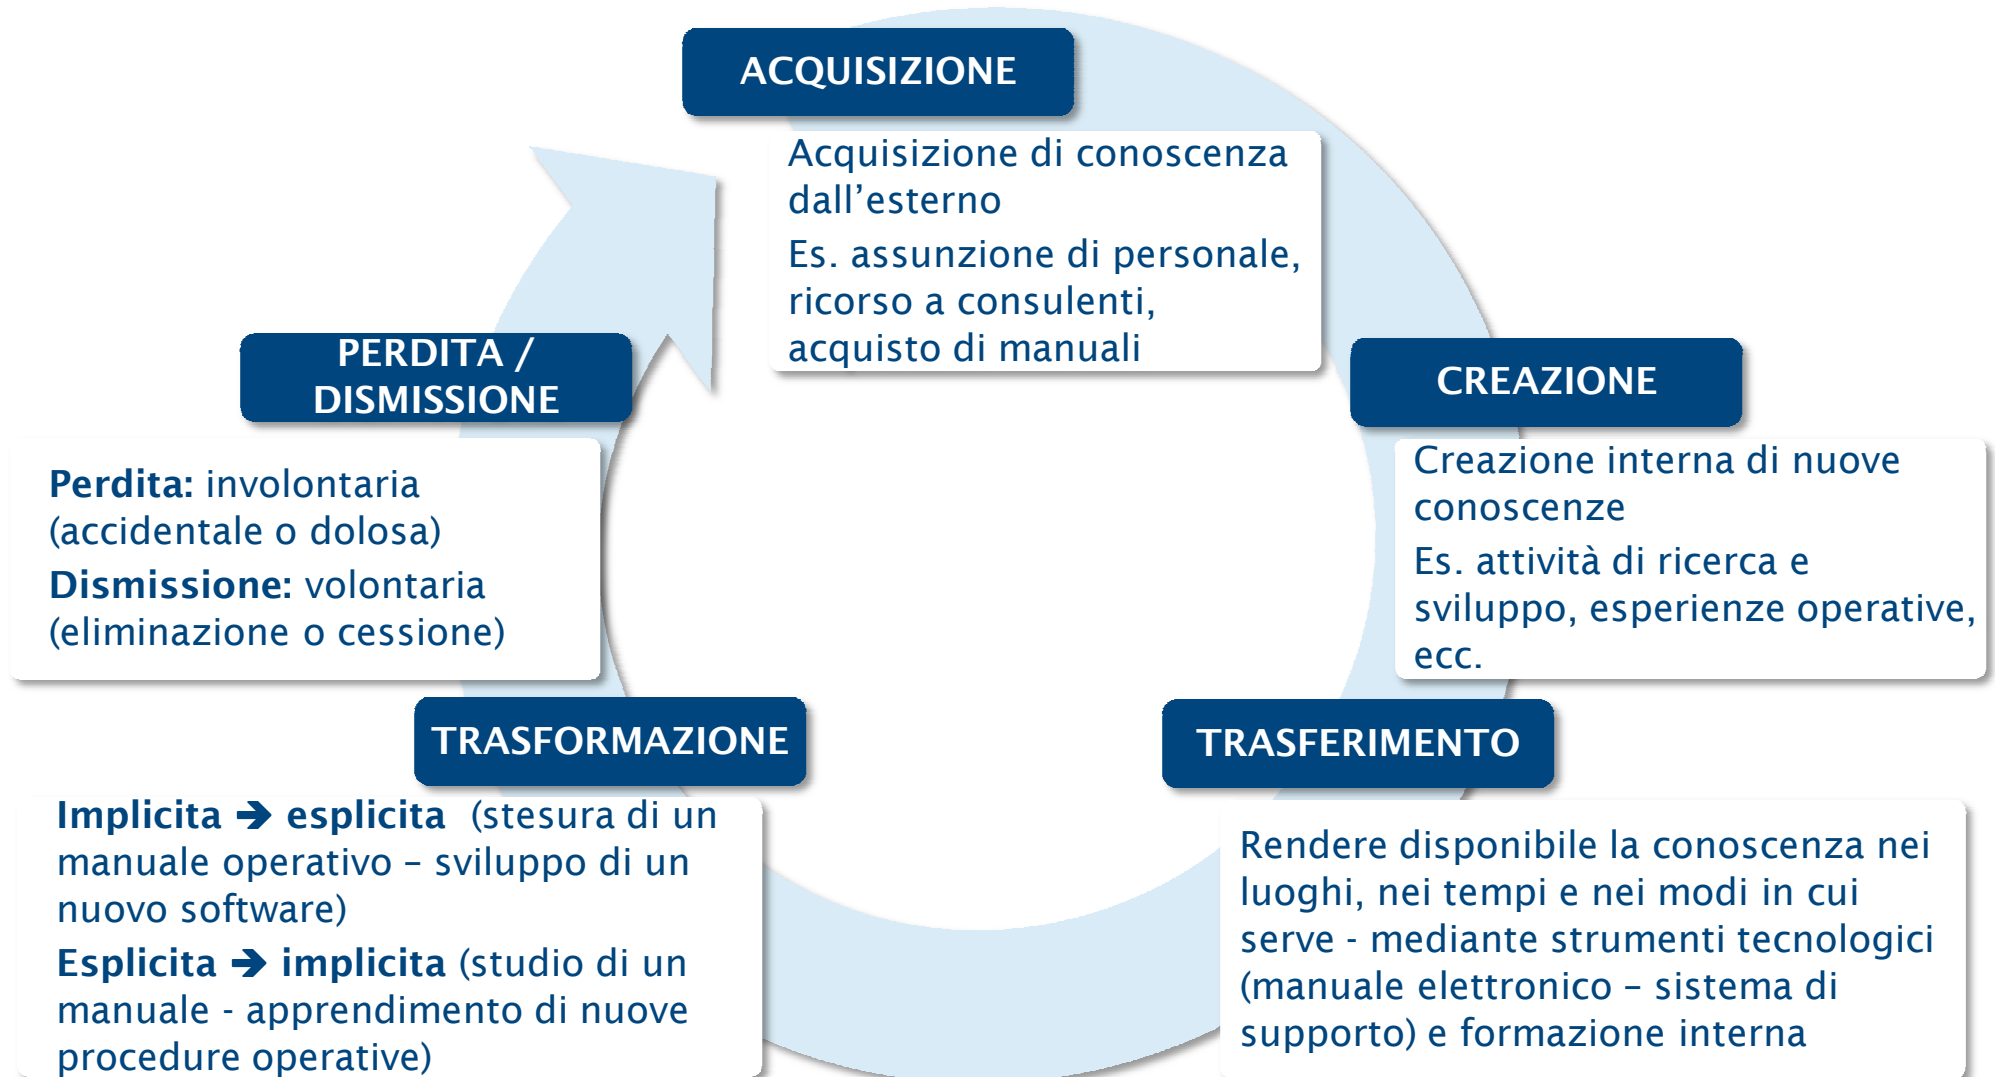 ACQUISIZIONE
Acquisizione di conoscenza
dall’esterno
Es. assunzione di personale,
ricorso a consulenti,
acquisto di manuali
CREAZIONE
Creazione interna di nuove
conoscenze
Es. attività di ricerca e
sviluppo, esperienze operative,
ecc.
TRASFERIMENTO
Rendere disponibile la conoscenza nei
luoghi, nei tempi e nei modi in cui
serve - mediante strumenti tecnologici
(manuale elettronico – sistema di
supporto) e formazione interna
TRASFORMAZIONE
Implicita ➔ esplicita (stesura di un
manuale operativo – sviluppo di un
nuovo software)
Esplicita ➔ implicita (studio di un
manuale - apprendimento di nuove
procedure operative)
PERDITA /
DISMISSIONE
Perdita: involontaria
(accidentale o dolosa)
Dismissione: volontaria
(eliminazione o cessione)